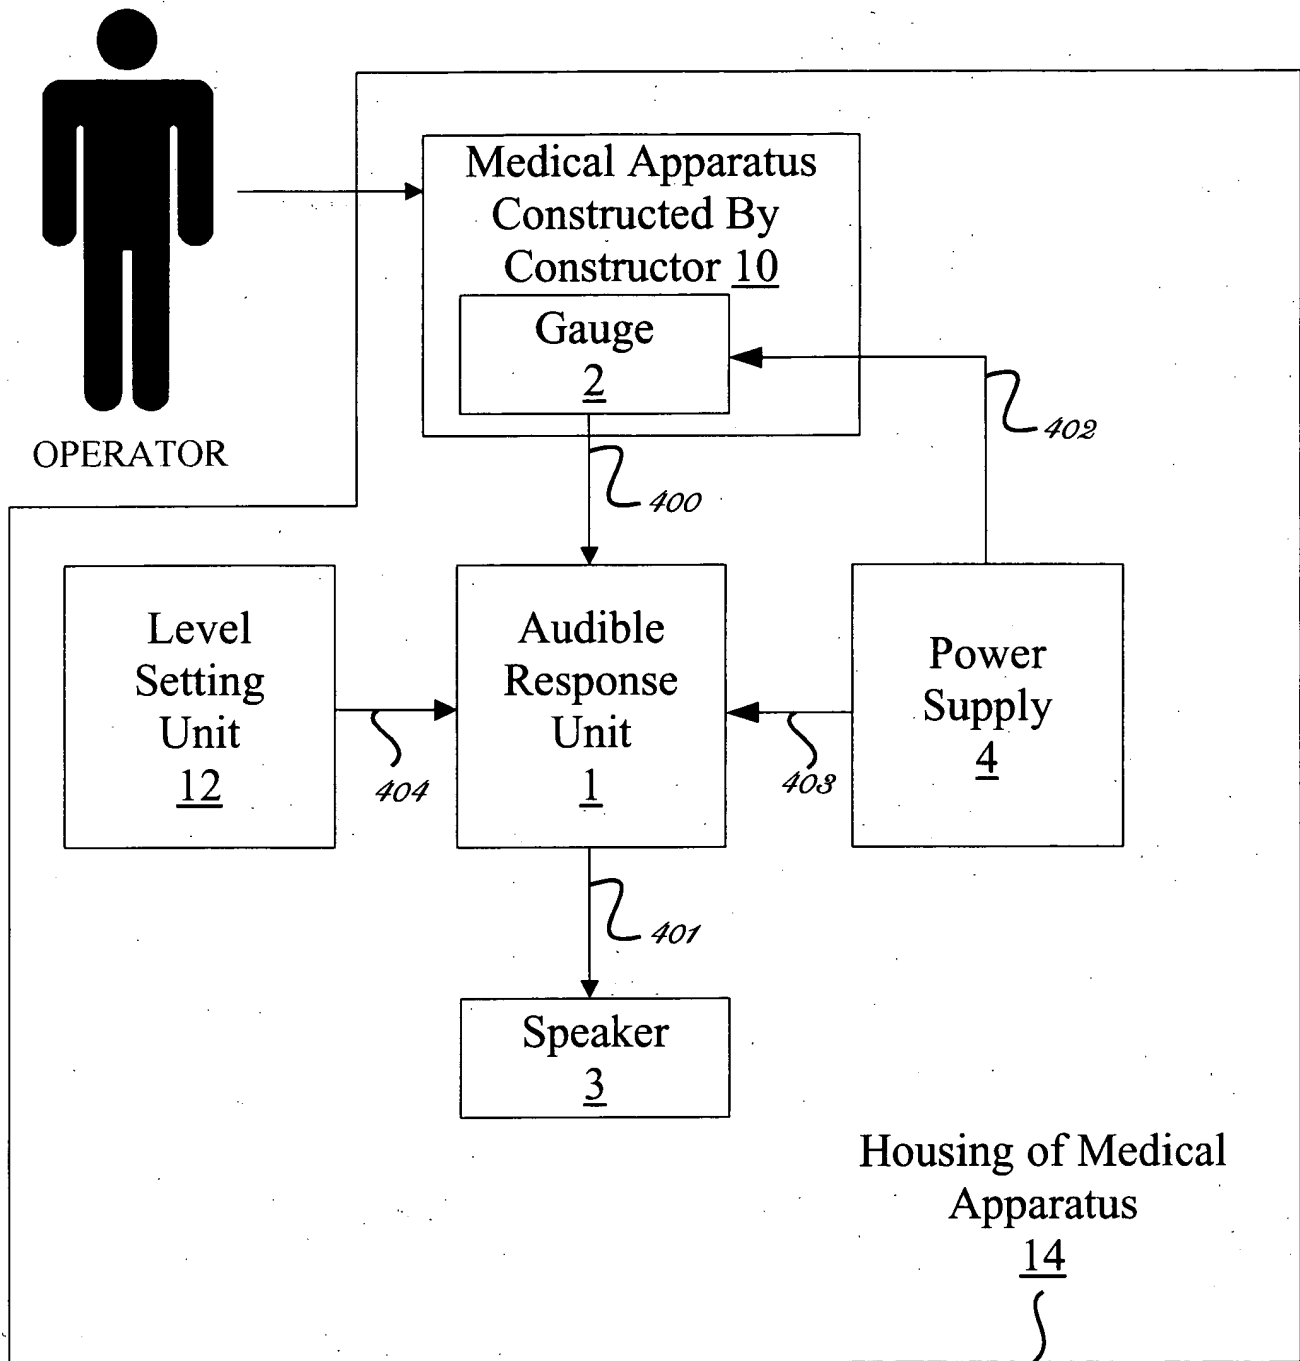 Medical Apparatus
Constructed By
Constructor 10
Gauge
2
402
OPERATOR
400
Level
Setting
Unit
12
404
Audible
Response
Unit
1
403
Power
Supply
4
401
Speaker
3
Housing of Medical
Apparatus
14